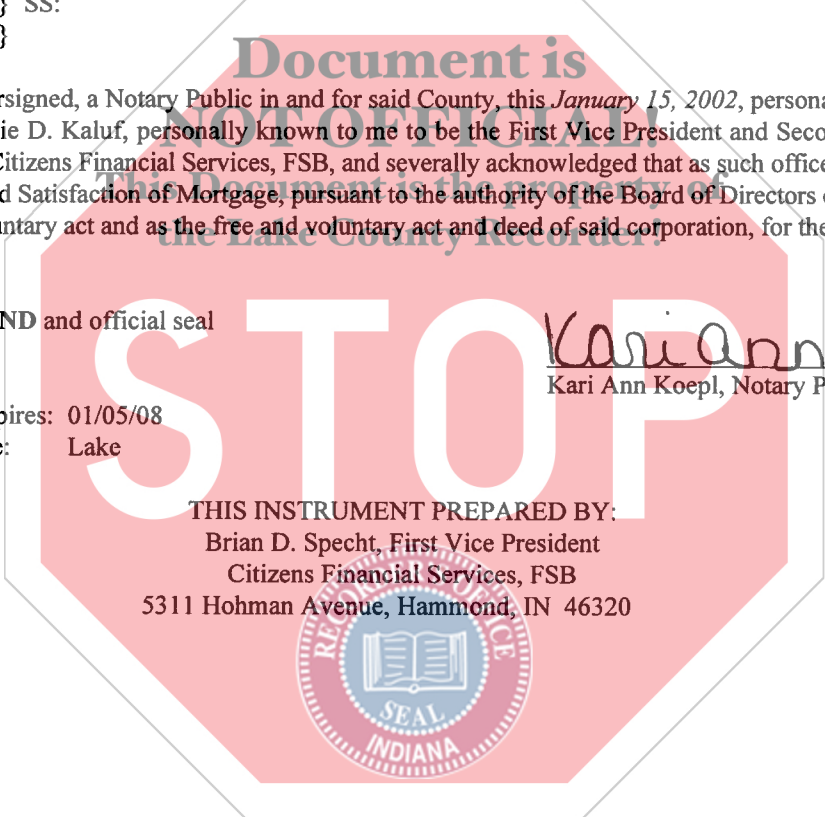 } SS:
}
Document is
rsigned, a Notary Public in and for said County, this January 15, 2002, persona
NOT OFFICIAL!
ie D. Kaluf, personally known to me to be the First Vice President and Seco
Citizens Financial Services, FSB, and severally acknowledged that as such office
This Document is the property of
d Satisfaction of Mortgage, pursuant to the authority of the Board of Directors
ntary act and as the free and voluntary act and deed of said corporation, for the
the Lake County Recorder!
ND and official seal
STOP
Kari Ann
Kari Ann Koepl, Notary P
pires: 01/05/08
e: Lake
THIS INSTRUMENT PREPARED BY:
Brian D. Specht, First Vice President
Citizens Financial Services, FSB
5311 Hohman Avenue, Hammond, IN 46320
RECORDER'S OFFICE
SEAL
INDIANA